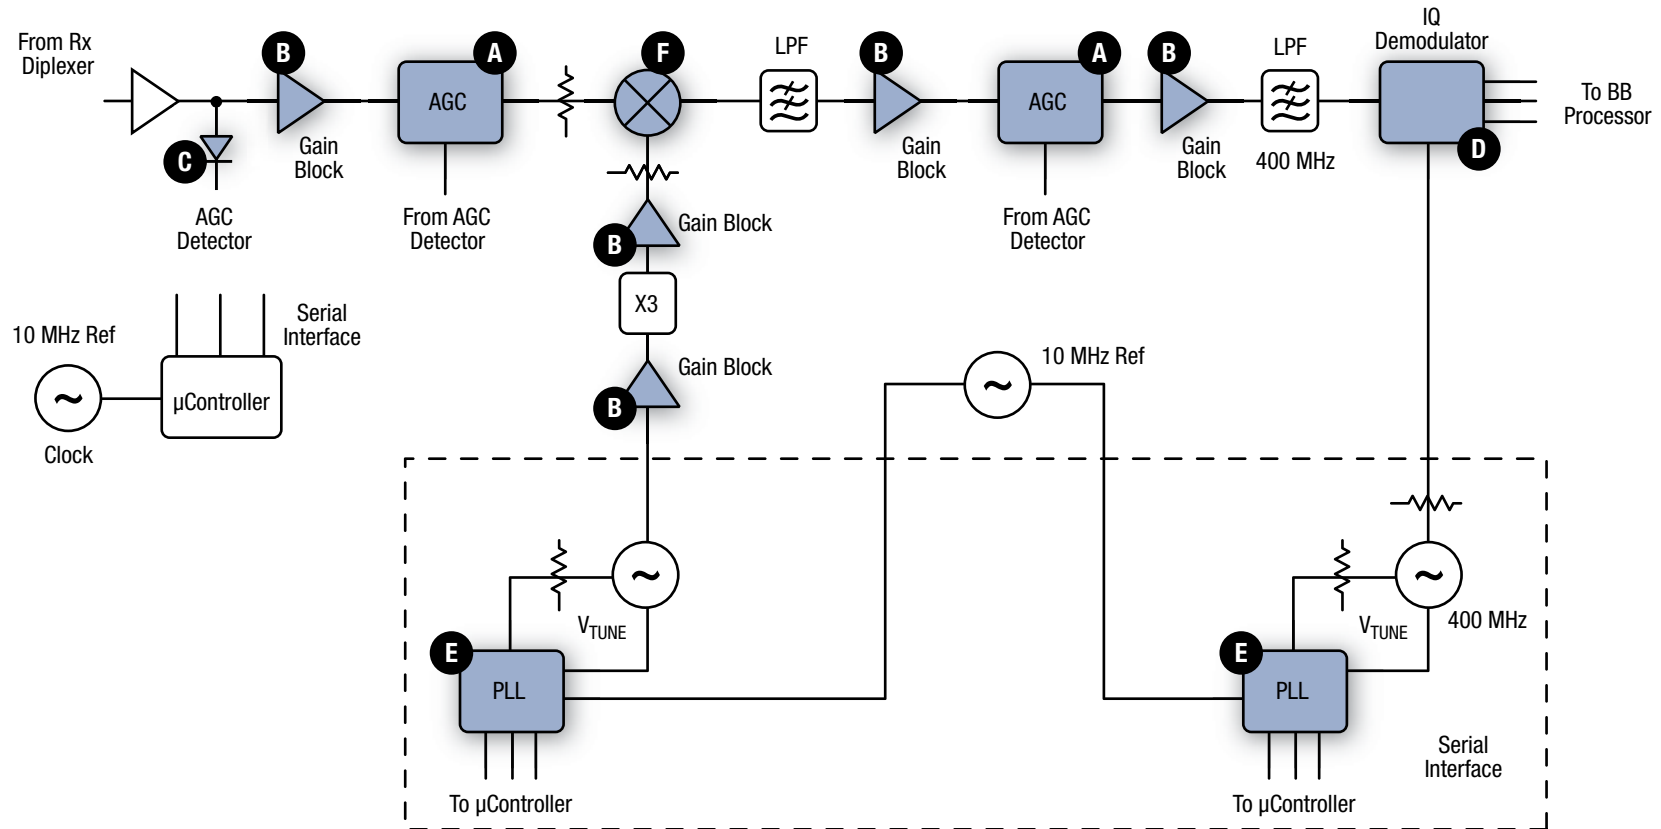 From Rx
Diplexer
B
Gain
Block
C
AGC
Detector
A
AGC
From AGC
Detector
F
LPF
B
Gain
Block
A
AGC
From AGC
Detector
B
Gain
Block
LPF
400 MHz
IQ
Demodulator
D
To BB
Processor
B
Gain Block
X3
B
Gain Block
10 MHz Ref
Clock
Serial
Interface
µController
10 MHz Ref
VTUNE
E
PLL
To µController
VTUNE
400 MHz
E
PLL
To µController
Serial
Interface